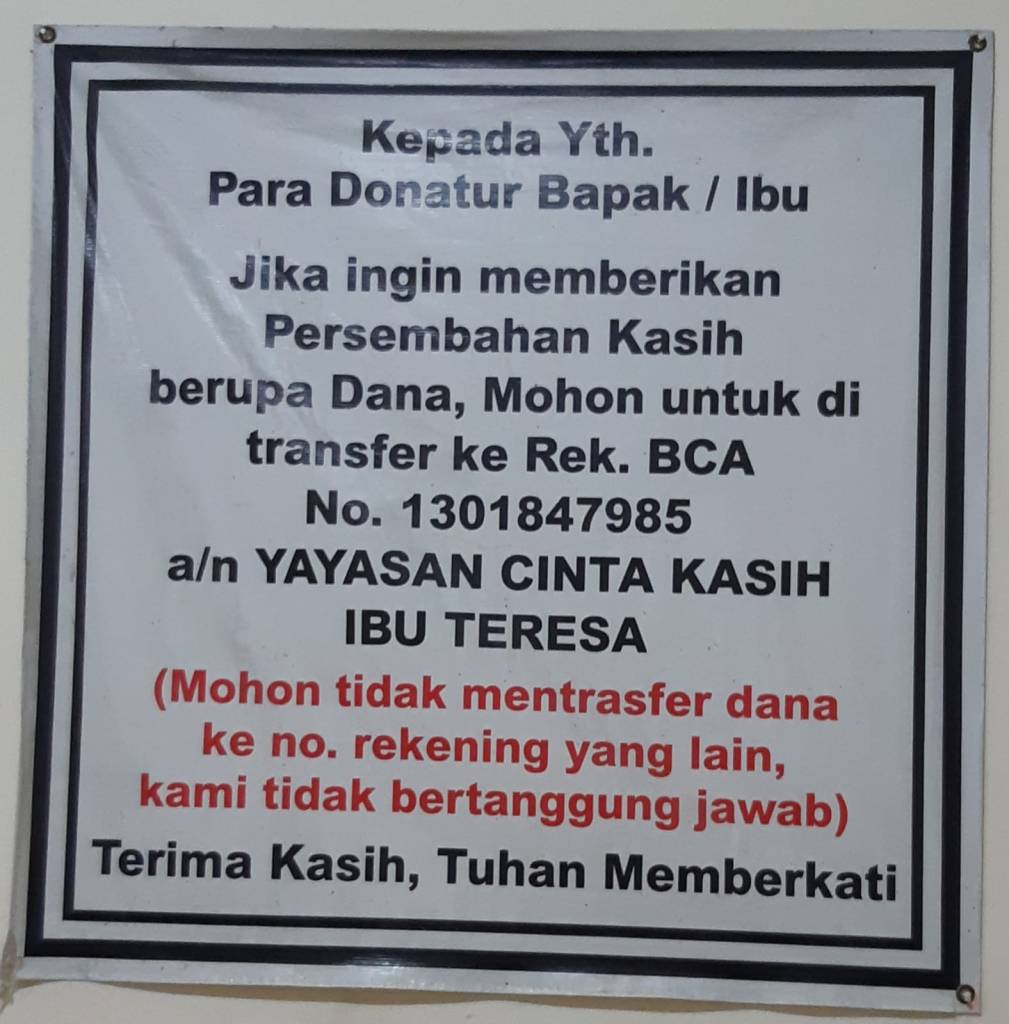 Kepada Yth.
Para Donatur Bapak / Ibu
Jika ingin memberikan
Persembahan Kasih
berupa Dana, Mohon untuk di
transfer ke Rek. BCA
No. 1301847985
a/n YAYASAN CINTA KASIH
IBU TERESA
(Mohon tidak mentrasfer dana
ke no. rekening yang lain,
kami tidak bertanggung jawab)
Terima Kasih, Tuhan Memberkati